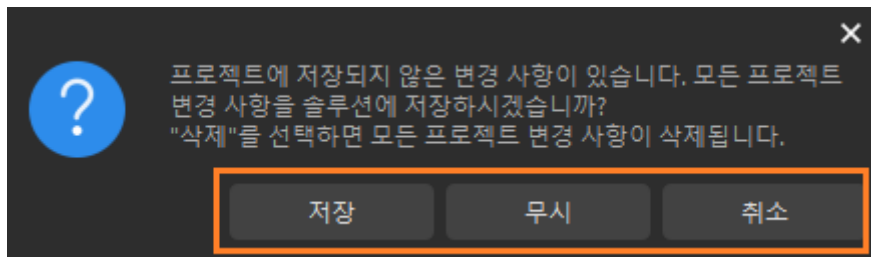 프로젝트에 저장되지 않은 변경 사항이 있습니다. 모든 프로젝트
변경 사항을 솔루션에 저장하시겠습니까?
"삭제"를 선택하면 모든 프로젝트 변경 사항이 삭제됩니다.
저장 무시 취소